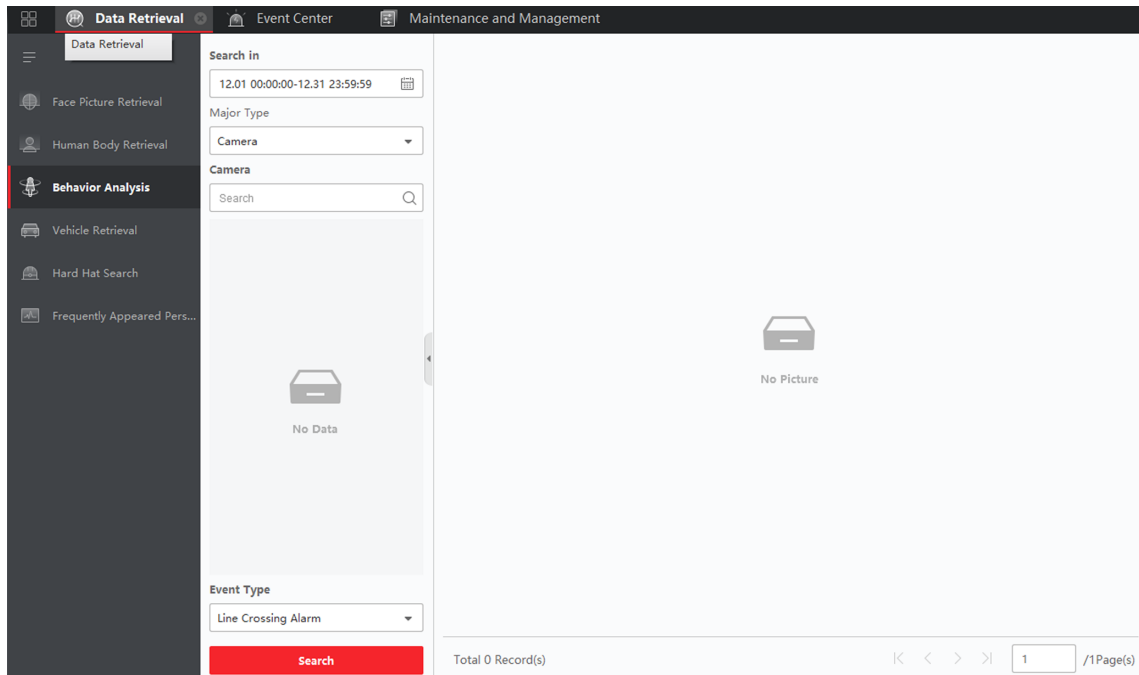 Data Retrieval
Event Center
Maintenance and Management
Data Retrieval
Face Picture Retrieval
Human Body Retrieval
Behavior Analysis
Vehicle Retrieval
Hard Hat Search
Frequently Appeared Pers...
Search in
12.01 00:00:00-12.31 23:59:59
Major Type
Camera
Camera
Search
No Data
Event Type
Line Crossing Alarm
Search
No Picture
Total 0 Record(s)
1
/1Page(s)